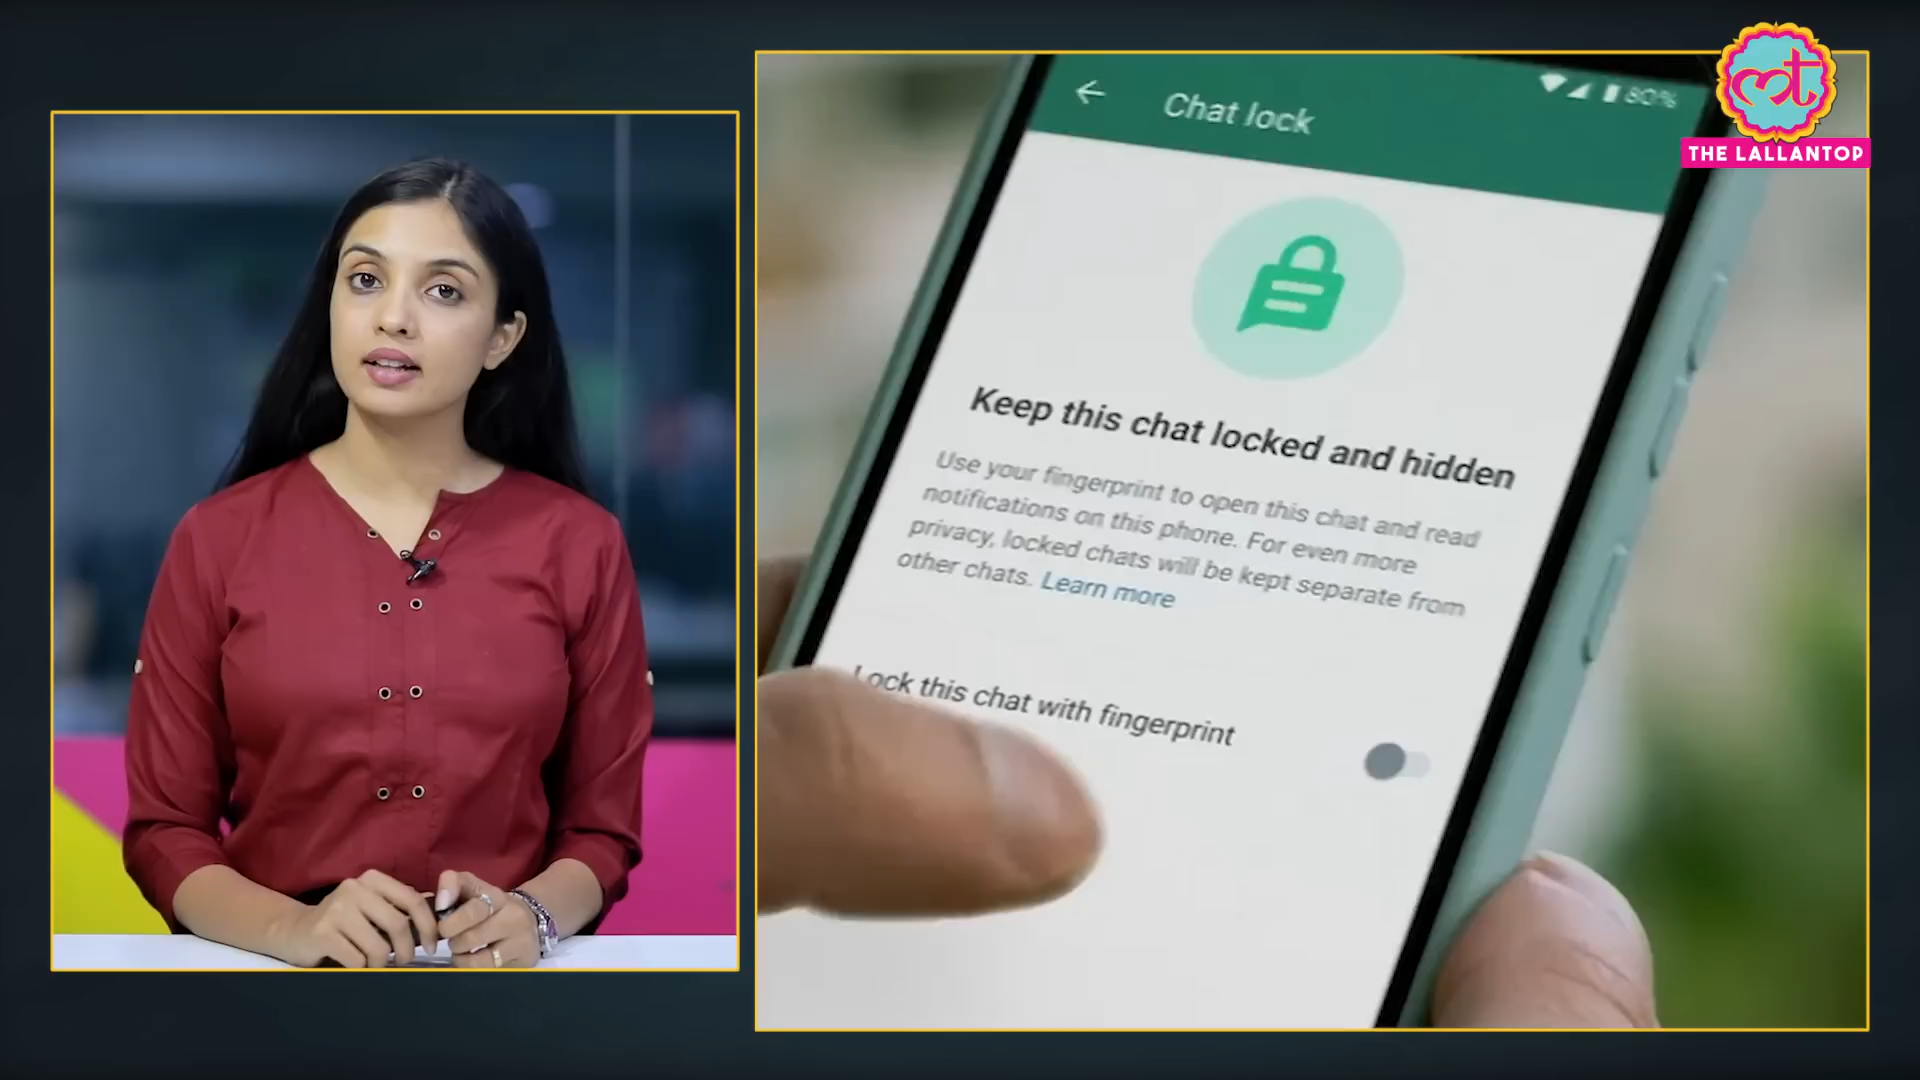 THE LALLANTOP
80%
Chat lock
Keep this chat locked and hidden
Use your fingerprint to open this chat and read
notifications on this phone. For even more
privacy, locked chats will be kept separate from
other chats. Learn more
Lock this chat with fingerprint